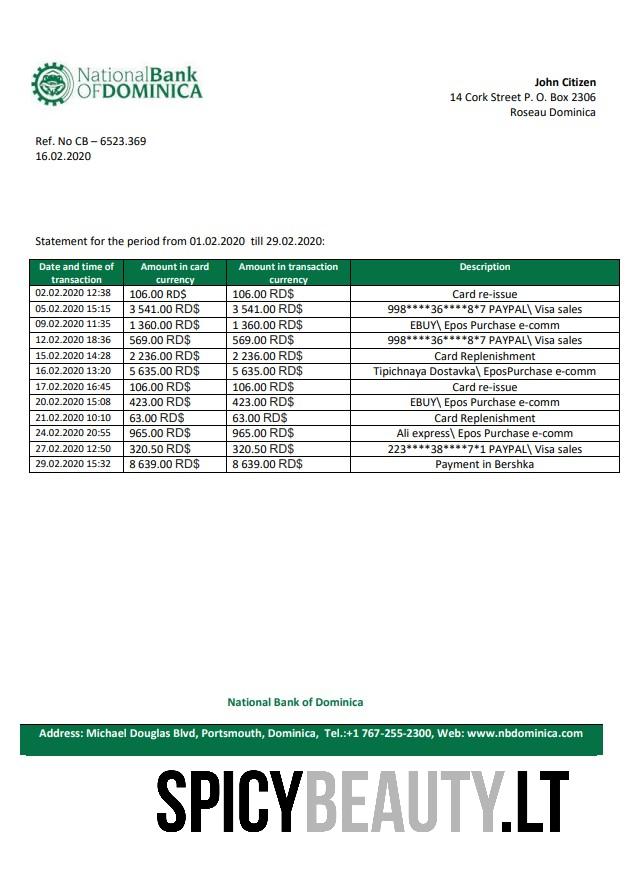 NationalBank
OFDOMINICA
John Citizen
14 Cork Street P. O. Box 2306
Roseau Dominica
Ref. No CB – 6523.369
16.02.2020
Statement for the period from 01.02.2020 till 29.02.2020:
Date and time of transaction Amount in card currency Amount in transaction currency Description
02.02.2020 12:38 106.00 RD$ 106.00 RD$ Card re-issue
05.02.2020 15:15 3 541.00 RD$ 3 541.00 RD$ 998****36****8*7 PAYPAL\ Visa sales
09.02.2020 11:35 1 360.00 RD$ 1 360.00 RD$ EBUY\ Epos Purchase e-comm
12.02.2020 18:36 569.00 RD$ 569.00 RD$ 998****36****8*7 PAYPAL\ Visa sales
15.02.2020 14:28 2 236.00 RD$ 2 236.00 RD$ Card Replenishment
16.02.2020 13:20 5 635.00 RD$ 5 635.00 RD$ Tipichnaya Dostavka\ EposPurchase e-comm
17.02.2020 16:45 106.00 RD$ 106.00 RD$ Card re-issue
20.02.2020 15:08 423.00 RD$ 423.00 RD$ EBUY\ Epos Purchase e-comm
21.02.2020 10:10 63.00 RD$ 63.00 RD$ Card Replenishment
24.02.2020 20:55 965.00 RD$ 965.00 RD$ Ali express\ Epos Purchase e-comm
27.02.2020 12:50 320.50 RD$ 320.50 RD$ 223****38****7*1 PAYPAL\ Visa sales
29.02.2020 15:32 8 639.00 RD$ 8 639.00 RD$ Payment in Bershka
National Bank of Dominica
Address: Michael Douglas Blvd, Portsmouth, Dominica, Tel.:+1 767-255-2300, Web: www.nbdominica.com
SPICYBEAUTY.LT